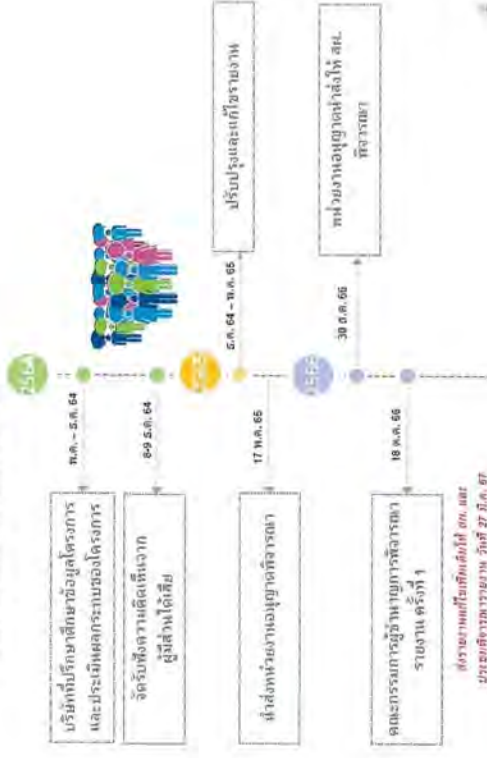 2564
พ.ค. – ธ.ค. 64
บริษัทที่ปรึกษาศึกษาข้อมูลโครงการ
และประเมินผลกระทบของโครงการ
8-9 ธ.ค. 64
จัดรับฟังความคิดเห็นจาก
ผู้มีส่วนได้เสีย
2565
ธ.ค. 64 – พ.ค. 65
ปรับปรุงและแก้ไขรายงาน
17 พ.ค. 65
นำส่งหน่วยงานอนุญาตพิจารณา
2566
30 ส.ค. 66
หน่วยงานอนุญาตนำส่งให้ สผ.
พิจารณา
18 ต.ค. 66
คณะกรรมการผู้ชำนาญการพิจารณา
รายงาน ครั้งที่ 1
ส่งรายงานแก้ไขเพิ่มเติมให้ สผ. และ
ประชุมพิจารณารายงาน วันที่ 27 มี.ค. 67